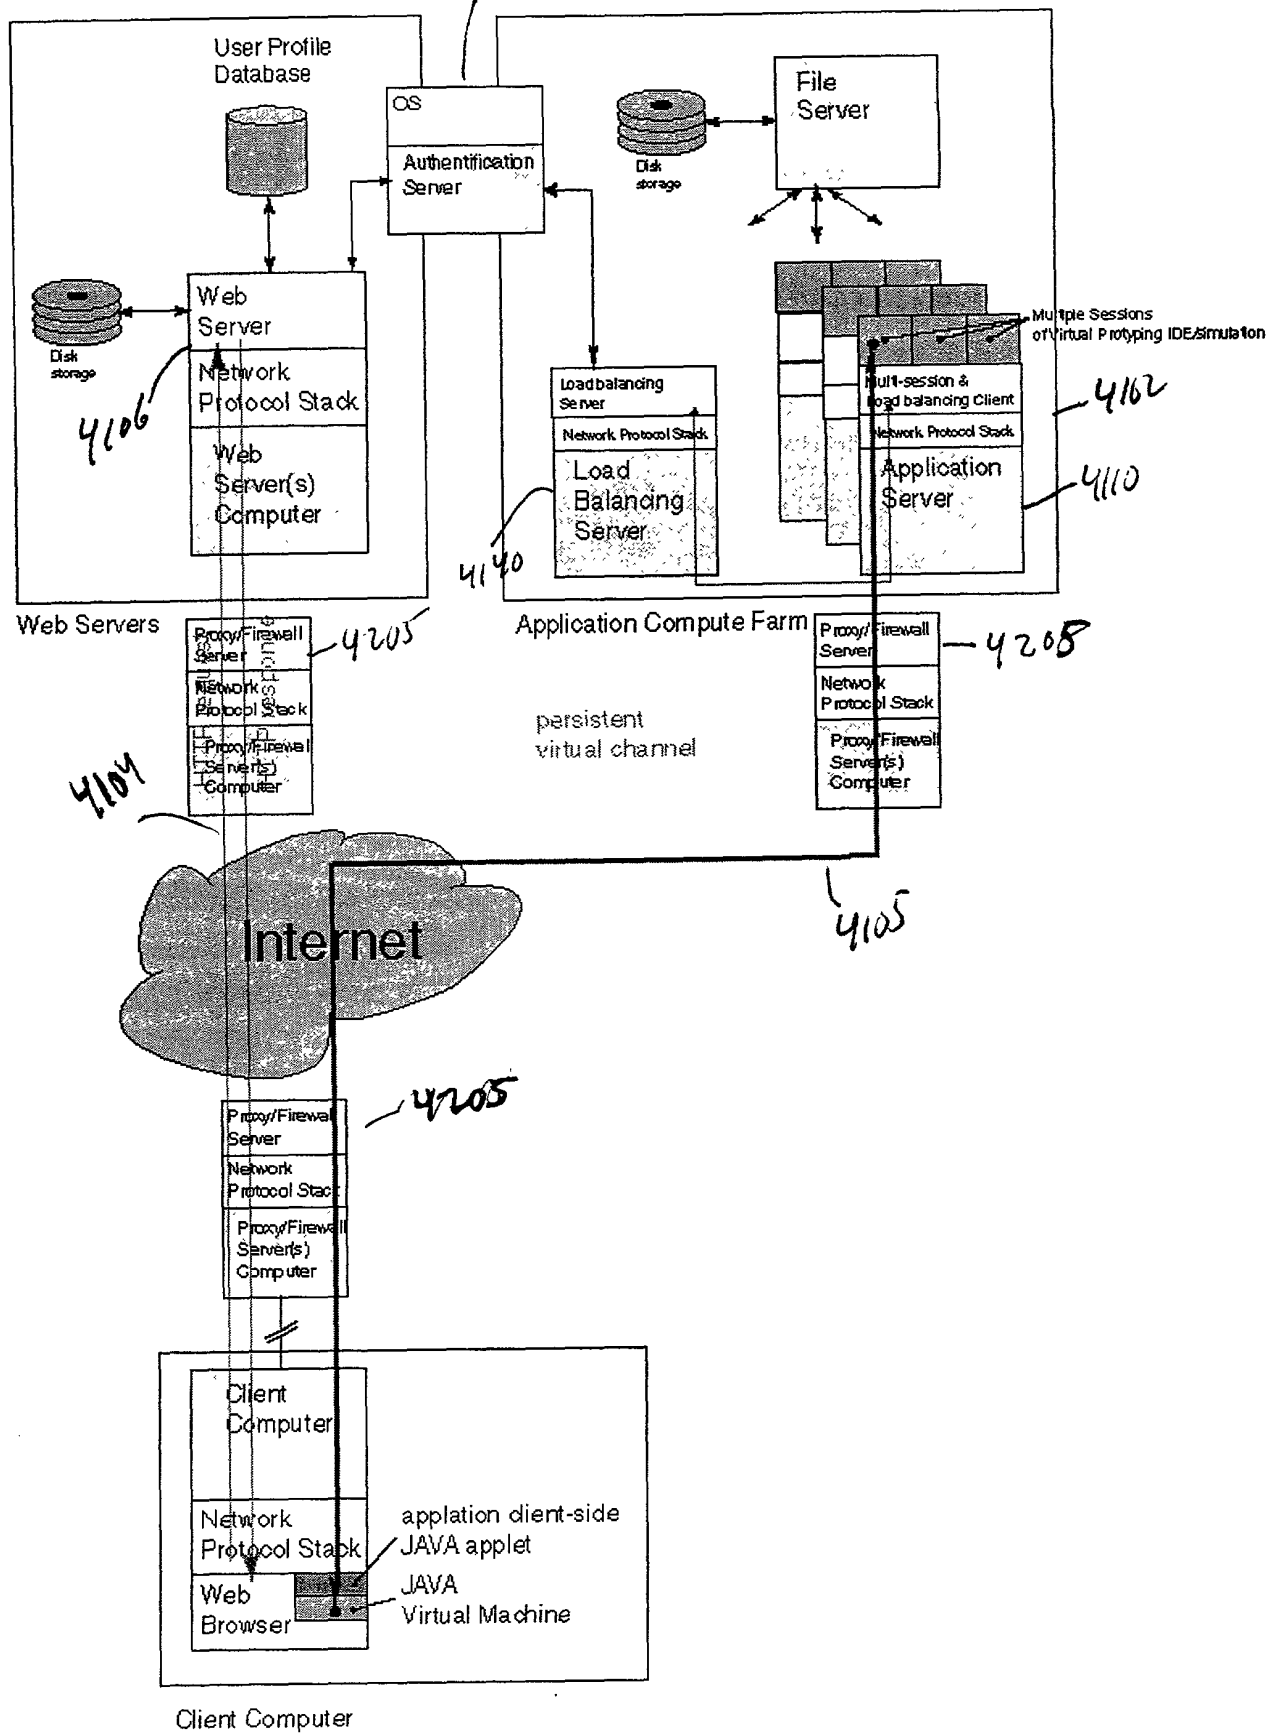 User Profile
Database
OS
Authentification
Server
File
Server
Disk
storage
Web
Server
Disk
storage
Network
Protocol Stack
4106
Web
Server(s)
Computer
Multiple Sessions
of Virtual Protyping IDE/simulation
Load balancing
Server
Network Protocol Stack
Load
Balancing
Server
4140
Multi-session &
Load balancing Client
4102
Network Protocol Stack
Application
Server
4110
Web Servers
Application Compute Farm
Proxy/Firewall
Server
4205
Network
Protocol Stack
Proxy/Firewall
Server(s)
Computer
HTTP
response
persistent
virtual channel
Proxy/Firewall
Server
4208
Network
Protocol Stack
Proxy/Firewall
Server(s)
Computer
4104
4105
Internet
Proxy/Firewall
Server
4205
Network
Protocol Stack
Proxy/Firewall
Server(s)
Computer
Client
Computer
Network
Protocol Stack
Web
Browser
applation client-side
JAVA applet
JAVA
Virtual Machine
Client Computer